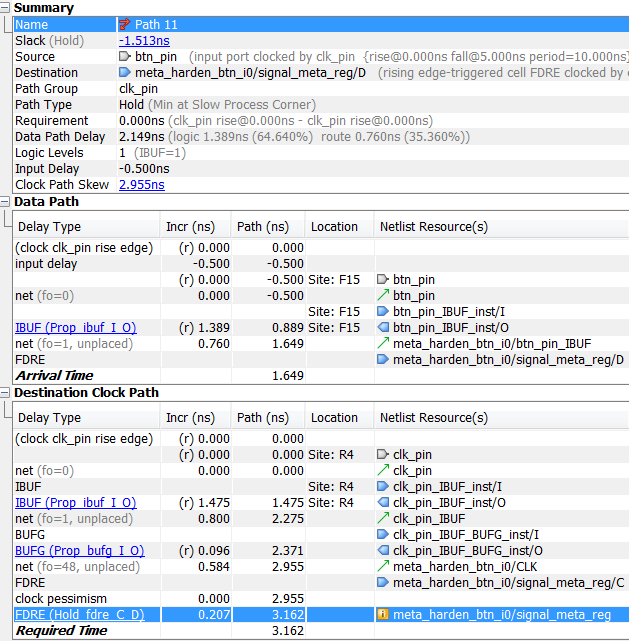 Summary
Name Path 11
Slack (Hold) -1.513ns
Source btn_pin (input port clocked by clk_pin {rise@0.000ns fall@5.000ns period=10.000ns}
Destination meta_harden_btn_i0/signal_meta_reg/D (rising edge-triggered cell FDRE clocked by
Path Group clk_pin
Path Type Hold (Min at Slow Process Corner)
Requirement 0.000ns (clk_pin rise@0.000ns - clk_pin rise@0.000ns)
Data Path Delay 2.149ns (logic 1.389ns (64.640%) route 0.760ns (35.360%))
Logic Levels 1 (IBUF=1)
Input Delay -0.500ns
Clock Path Skew 2.955ns
Data Path
Delay Type Incr (ns) Path (ns) Location Netlist Resource(s)
(clock clk_pin rise edge) (r) 0.000 0.000
input delay -0.500 -0.500
(r) 0.000 -0.500 Site: F15 btn_pin
net (fo=0) 0.000 -0.500 btn_pin
Site: F15 btn_pin_IBUF_inst/I
IBUF (Prop_ibuf_I_O) (r) 1.389 0.889 Site: F15 btn_pin_IBUF_inst/O
net (fo=1, unplaced) 0.760 1.649 meta_harden_btn_i0/btn_pin_IBUF
FDRE meta_harden_btn_i0/signal_meta_reg/D
Arrival Time 1.649
Destination Clock Path
Delay Type Incr (ns) Path (ns) Location Netlist Resource(s)
(clock clk_pin rise edge) (r) 0.000 0.000
(r) 0.000 0.000 Site: R4 clk_pin
net (fo=0) 0.000 0.000 clk_pin
IBUF Site: R4 clk_pin_IBUF_inst/I
IBUF (Prop_ibuf_I_O) (r) 1.475 1.475 Site: R4 clk_pin_IBUF_inst/O
net (fo=1, unplaced) 0.800 2.275 clk_pin_IBUF
BUFG clk_pin_IBUF_BUFG_inst/I
BUFG (Prop_bufg_I_O) (r) 0.096 2.371 clk_pin_IBUF_BUFG_inst/O
net (fo=48, unplaced) 0.584 2.955 meta_harden_btn_i0/CLK
FDRE meta_harden_btn_i0/signal_meta_reg/C
clock pessimism 0.000 2.955
FDRE (Hold_fdre_C_D) 0.207 3.162 meta_harden_btn_i0/signal_meta_reg
Required Time 3.162